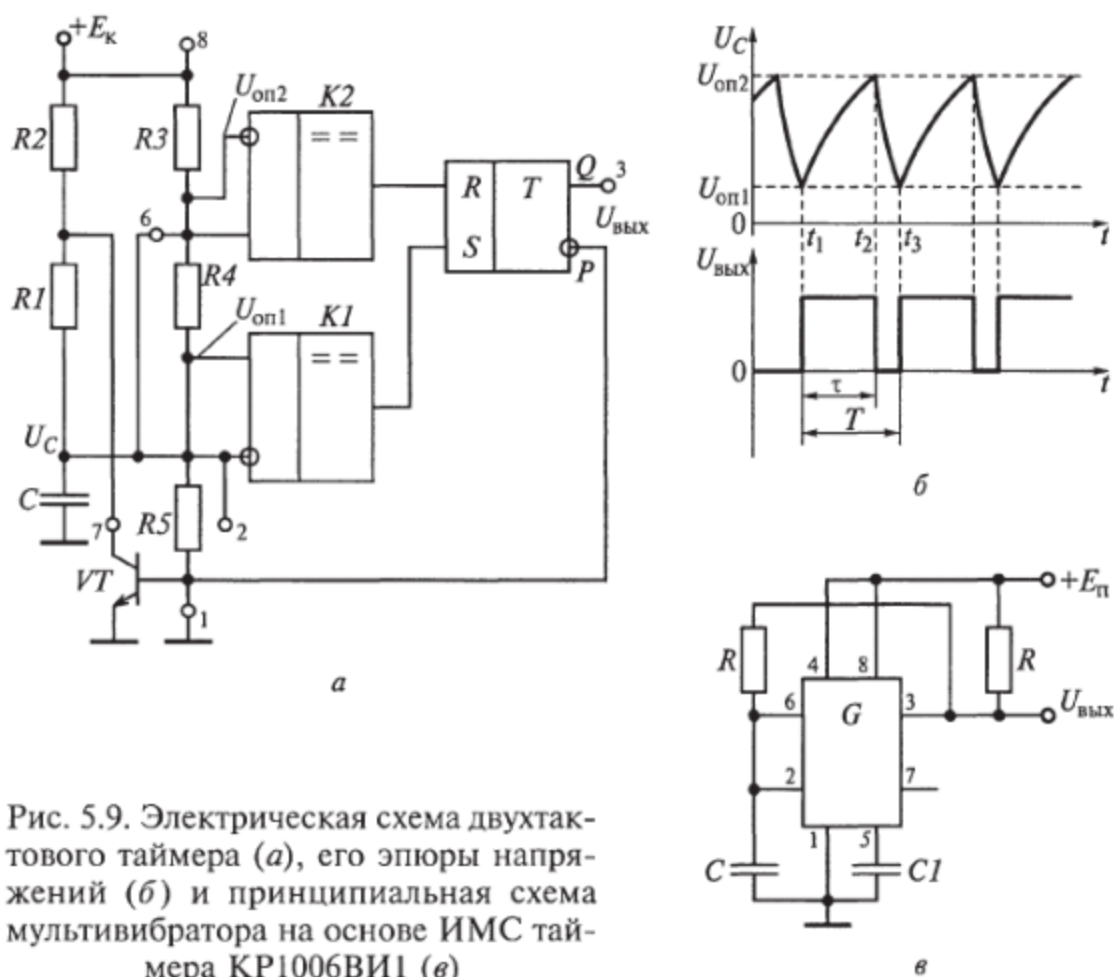 +Eк
8
Uоп2
K2
R2
R3
= =
6
R
T
Q
3
Uвых
S
P
R1
R4
Uоп1
K1
= =
UC
C
7
R5
2
VT
1
а
UC
Uоп2
Uоп1
0
t1
t2
t3
t
Uвых
0
τ
T
t
б
+Eп
R
4
8
R
6
G
3
Uвых
2
7
1
5
C
C1
в
Рис. 5.9. Электрическая схема двухтак-
тового таймера (а), его эпюры напря-
жений (б) и принципиальная схема
мультивибратора на основе ИМС тай-
мера КР1006ВИ1 (в)